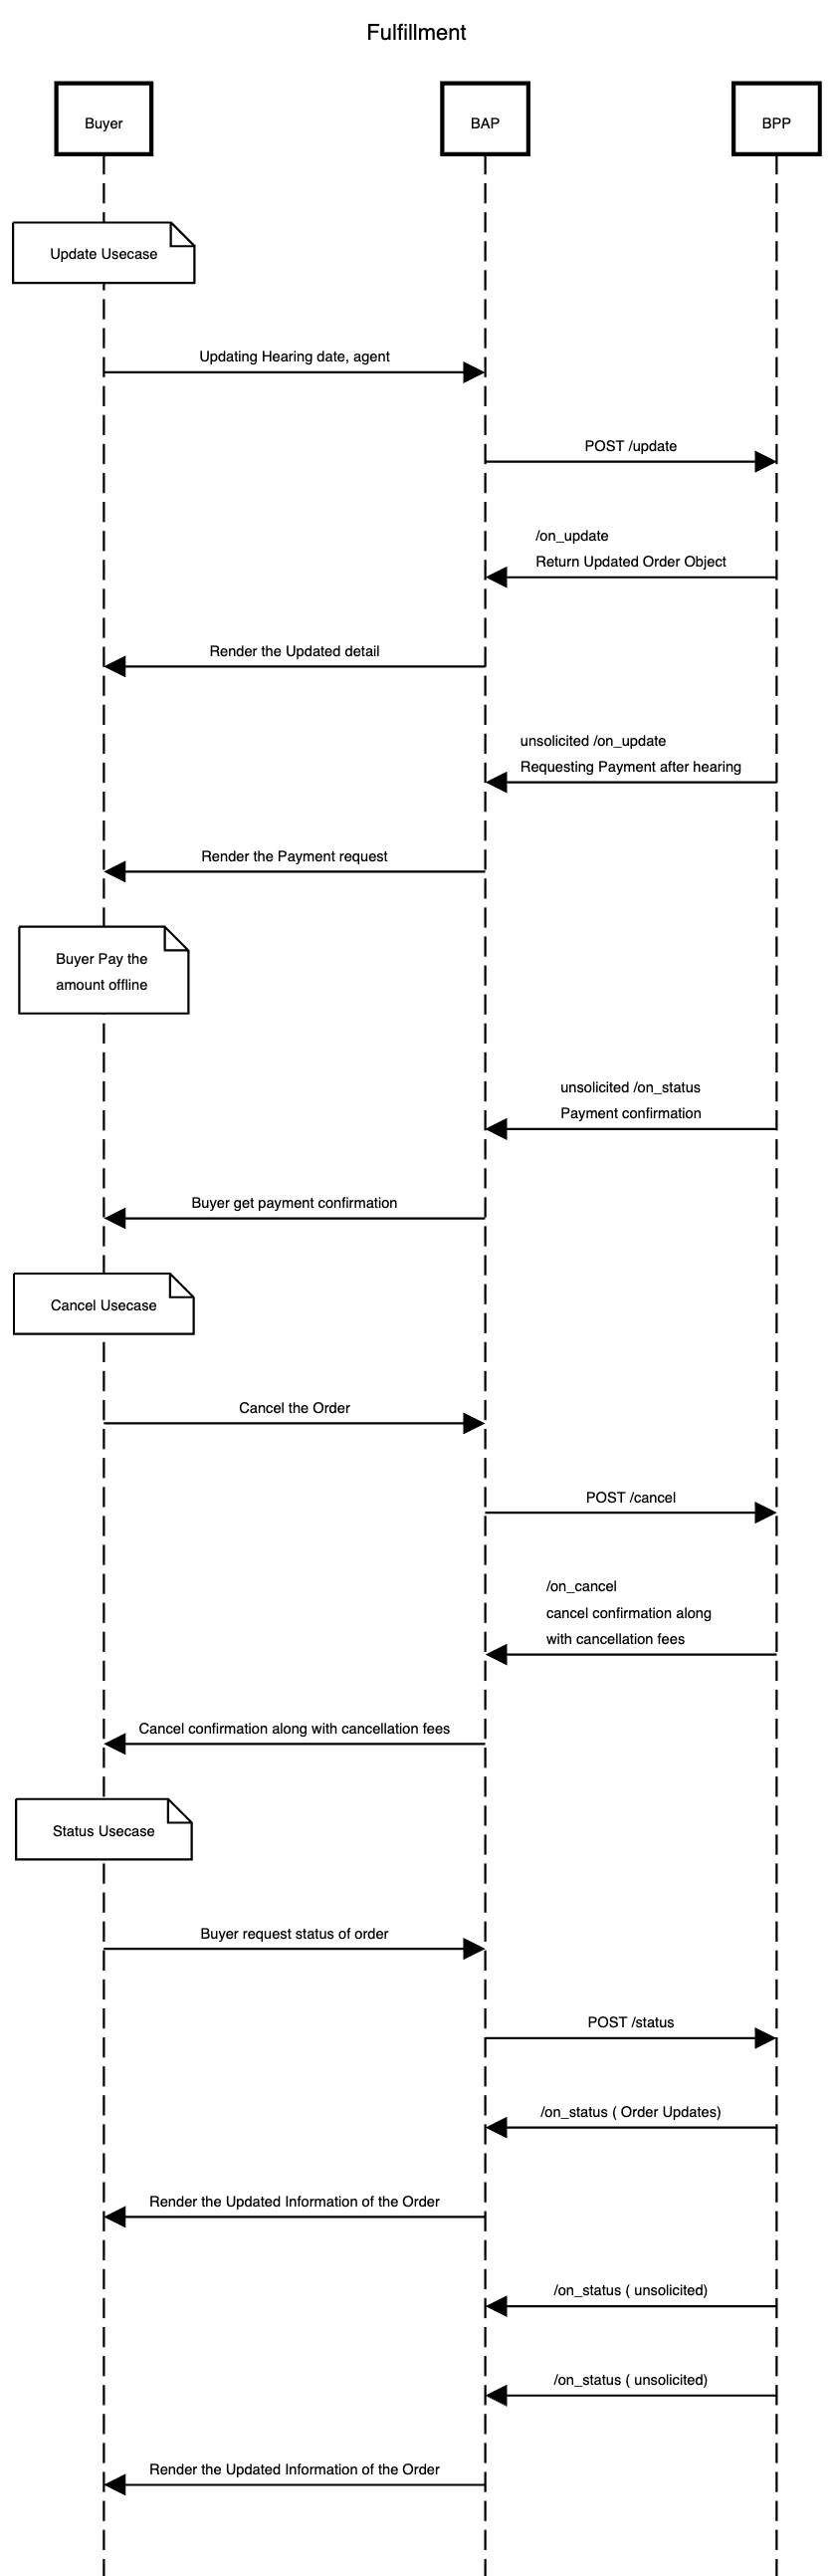 Fulfillment
Buyer
BAP
BPP
Update Usecase
Updating Hearing date, agent
POST /update
/on_update
Return Updated Order Object
Render the Updated detail
unsolicited /on_update
Requesting Payment after hearing
Render the Payment request
Buyer Pay the
amount offline
unsolicited /on_status
Payment confirmation
Buyer get payment confirmation
Cancel Usecase
Cancel the Order
POST /cancel
/on_cancel
cancel confirmation along
with cancellation fees
Cancel confirmation along with cancellation fees
Status Usecase
Buyer request status of order
POST /status
/on_status ( Order Updates)
Render the Updated Information of the Order
/on_status ( unsolicited)
/on_status ( unsolicited)
Render the Updated Information of the Order